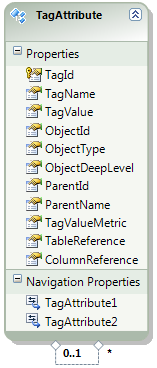 TagAttribute
Properties
TagId
TagName
TagValue
ObjectId
ObjectType
ObjectDeepLevel
ParentId
ParentName
TagValueMetric
TableReference
ColumnReference
Navigation Properties
TagAttribute1
TagAttribute2
0..1 *